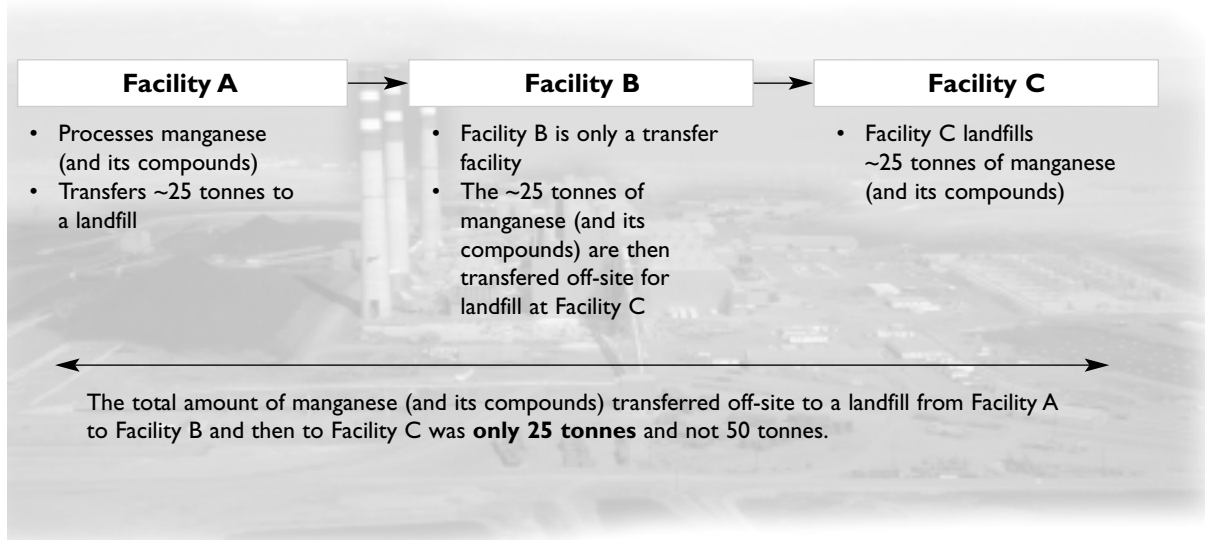 Facility A
Facility B
Facility C
• Processes manganese
(and its compounds)
• Transfers ~25 tonnes to
a landfill
• Facility B is only a transfer
facility
• The ~25 tonnes of
manganese (and its
compounds) are then
transfered off-site for
landfill at Facility C
• Facility C landfills
~25 tonnes of manganese
(and its compounds)
The total amount of manganese (and its compounds) transferred off-site to a landfill from Facility A
to Facility B and then to Facility C was only 25 tonnes and not 50 tonnes.